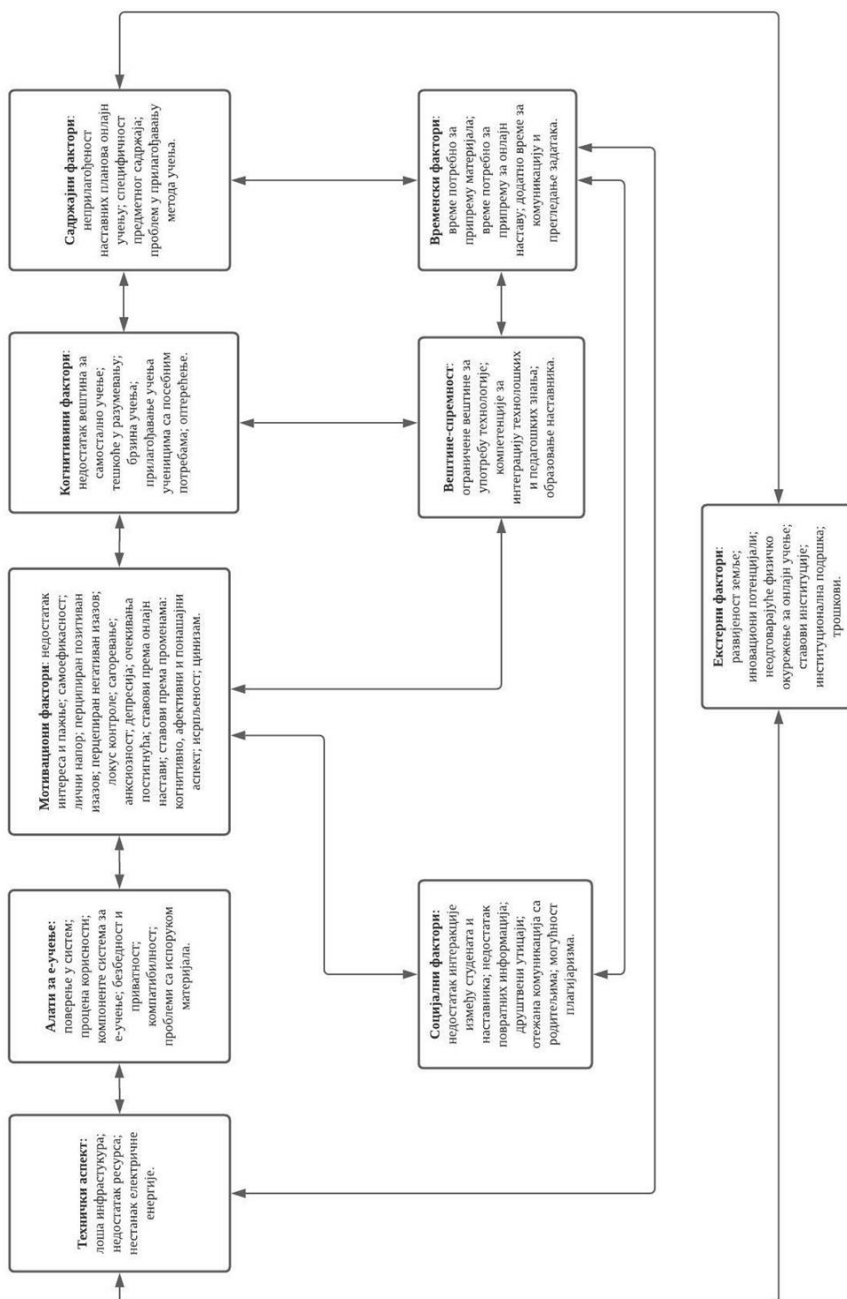 Технички аспект:
лоша инфрастукура;
недостатак ресурса;
нестанак електричне
енергије.
Алати за е-учење:
поверење у систем;
процена корисности;
компоненте система за
е-учење; безбедност и
приватност;
компатибилност;
проблеми са испоруком
материјала.
Мотивациони фактори: недостатак
интереса и пажње; самоефикасност;
лични напор; перципиран позитиван
изазов; перцепиран негативан изазов;
локус контроле; сагоревање;
анксиозност; депресија; очекивања
постигнућа; ставови према онлајн
настави; ставови према променама:
когнитивно, афективни и понашајни
аспект; исрпљеност; цинизам.
Когнитивини фактори:
недостатак вештина за
самостално учење;
тешкоће у разумевању;
брзина учења;
прилагођавање учења
ученицима са посебним
потребама; оптерећење.
Садржајни фактори:
неприлагођеност
наставних планова онлајн
учењу; специфичност
предметног садржаја;
проблем у прилагођавању
метода учења.
Социјални фактори:
недостатак интеракције
између студената и
наставника; недостатак
повратних информација;
друштвени утицаји;
отежана комуникација са
родитељима; могућност
плагијаризма.
Вештине-спремност:
ограничене вештине за
употребу технологије;
компетенције за
интеграцију технолошких
и педагошких знања;
образовање наставника.
Временски фактори:
време потребно за
припрему материјала;
време потребно за
припрему за онлајн
наставу; додатно време за
комуникацију и
прегледање задатака.
Екстерни фактори:
развијеност земље;
иновациони потенцијали;
неодговарајуће физичко
окурежење за онлајн учење;
ставови институције;
институционална подршка;
трошкови.